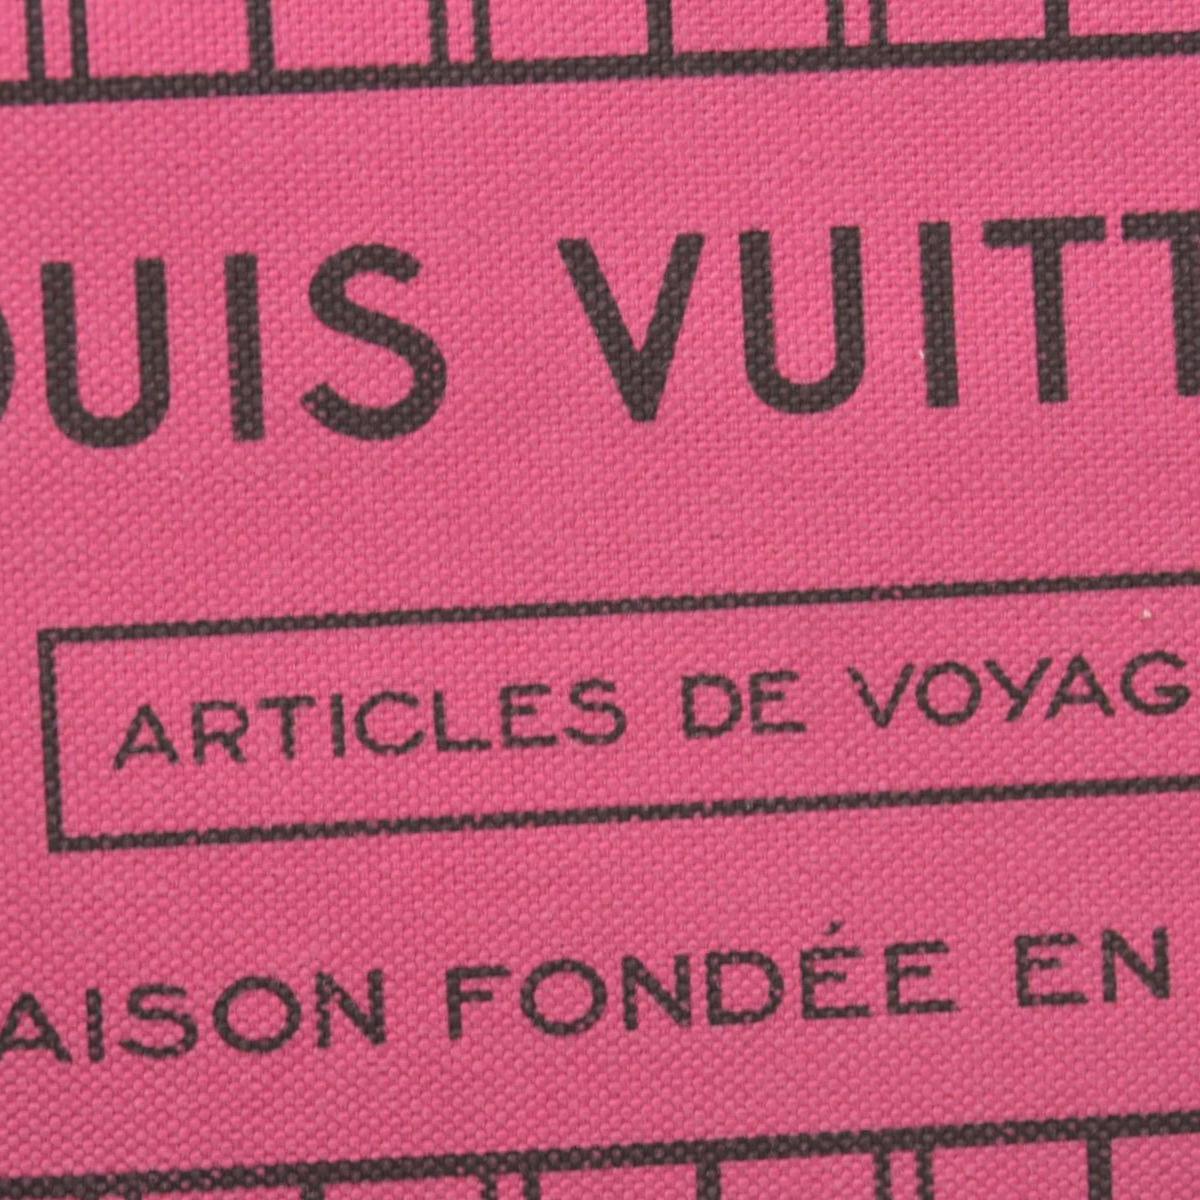 OUIS VUITT
ARTICLES DE VOYAG
AISON FONDÉE EN